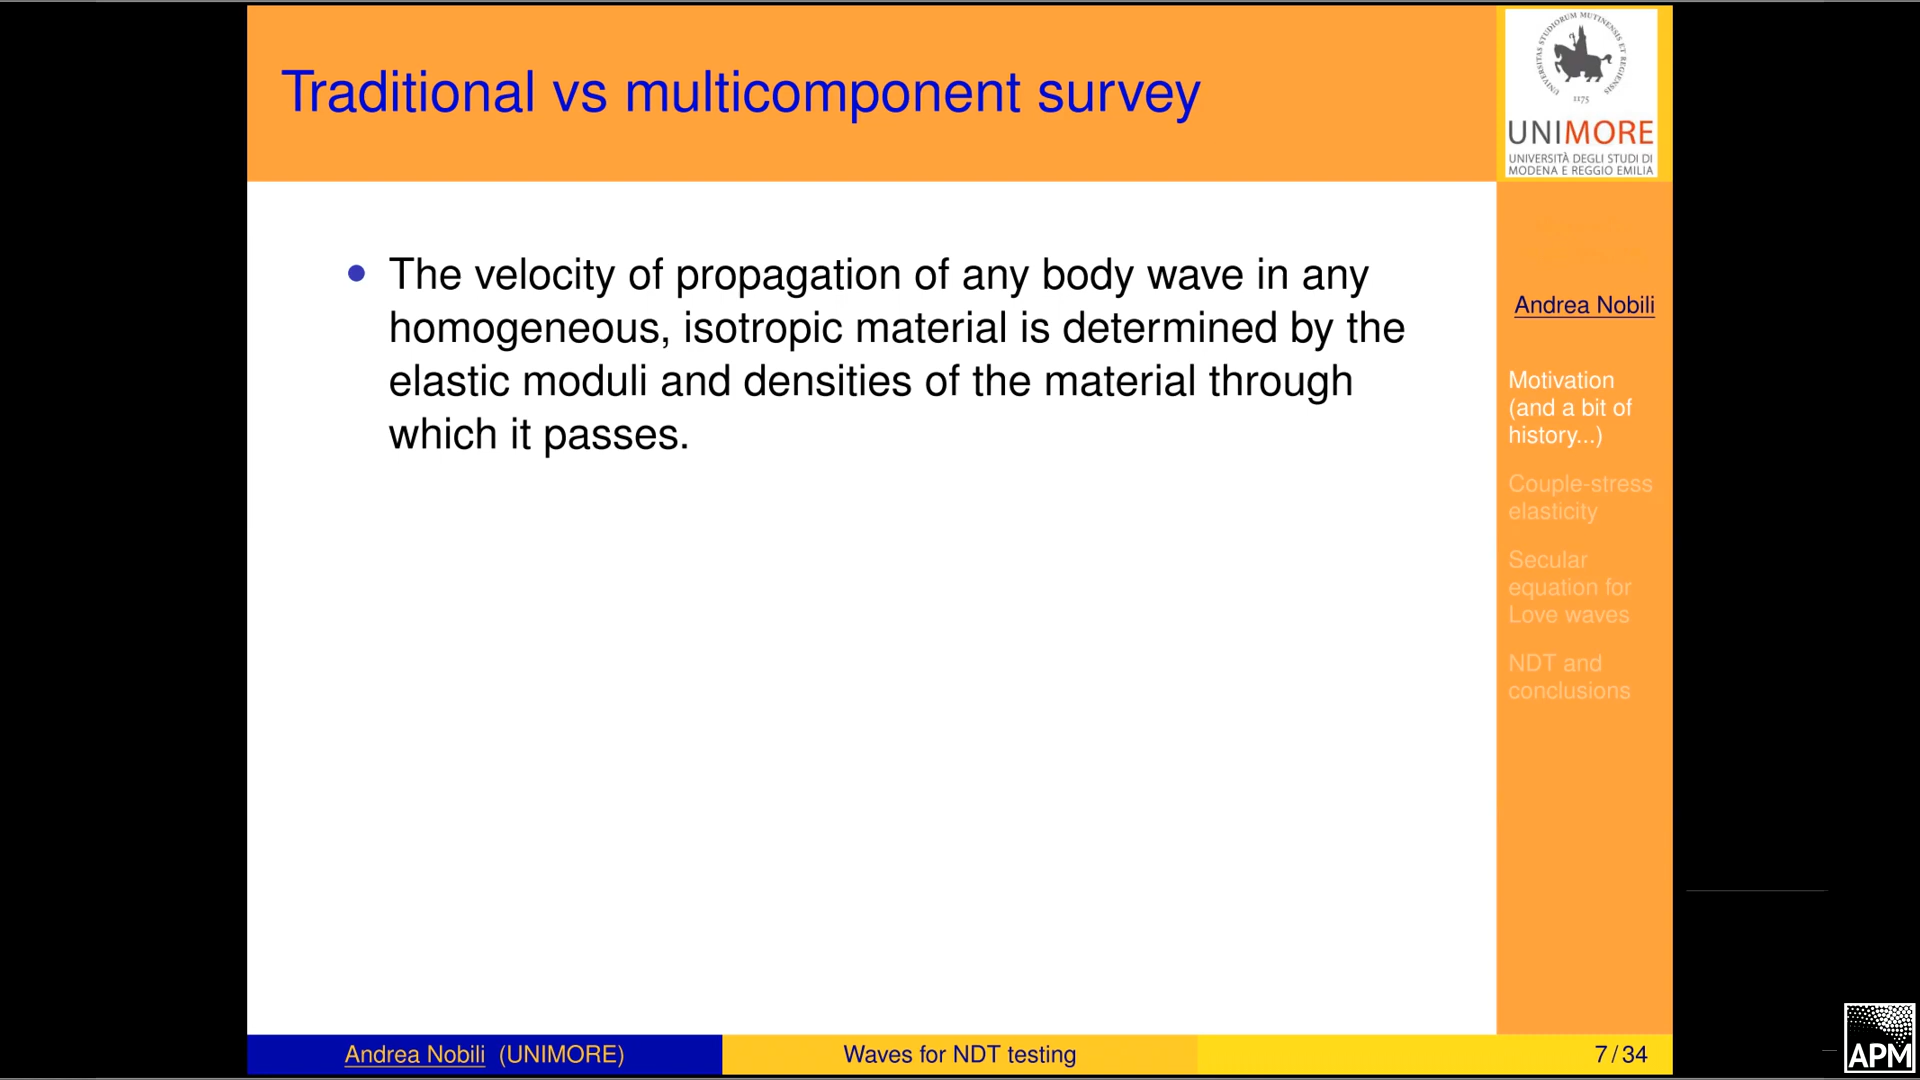 Traditional vs multicomponent survey
UNIVERSITAS STUDIORUM MUTINENSIS ET REGIENSIS
1175
UNIMORE
UNIVERSITÀ DEGLI STUDI DI
MODENA E REGGIO EMILIA
• The velocity of propagation of any body wave in any
homogeneous, isotropic material is determined by the
elastic moduli and densities of the material through
which it passes.
Andrea Nobili
Motivation
(and a bit of
history...)
Couple-stress
elasticity
Secular
equation for
Love waves
NDT and
conclusions
Andrea Nobili (UNIMORE)
Waves for NDT testing
7 / 34
APM